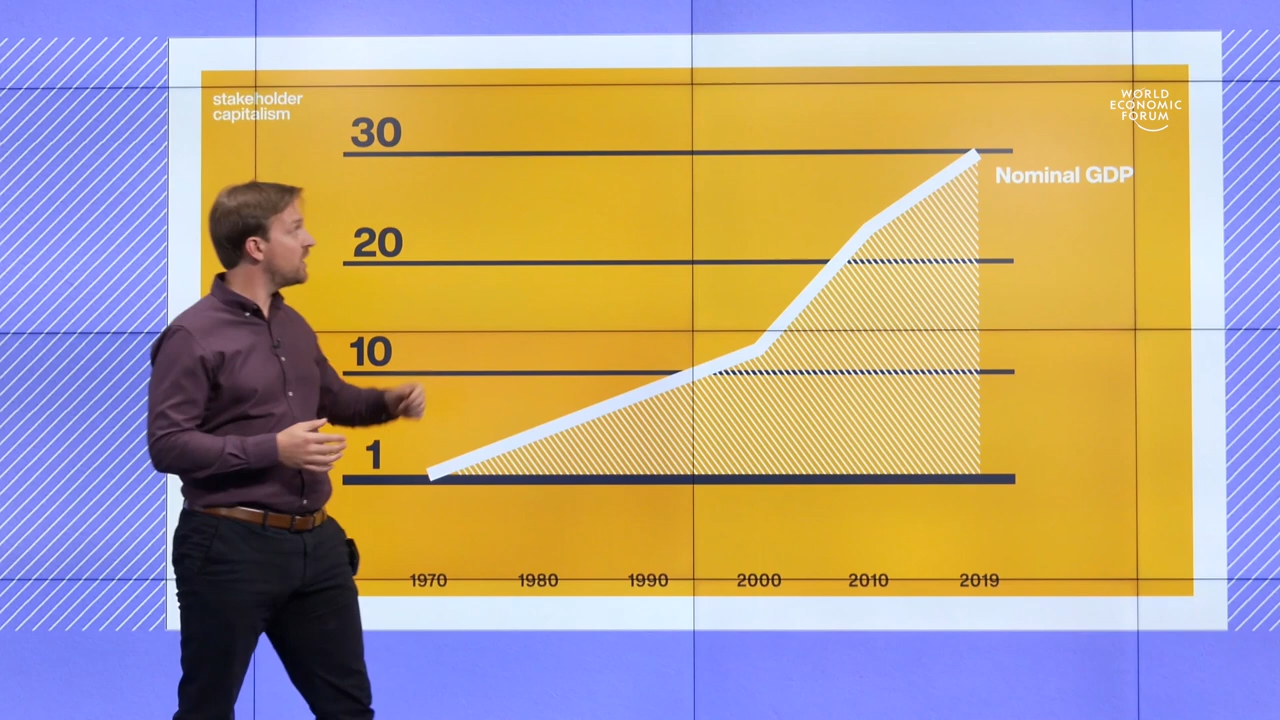 stakeholder
capitalism
WORLD
ECONOMIC
FORUM
30
Nominal GDP
20
10
1
1970 1980 1990 2000 2010 2019